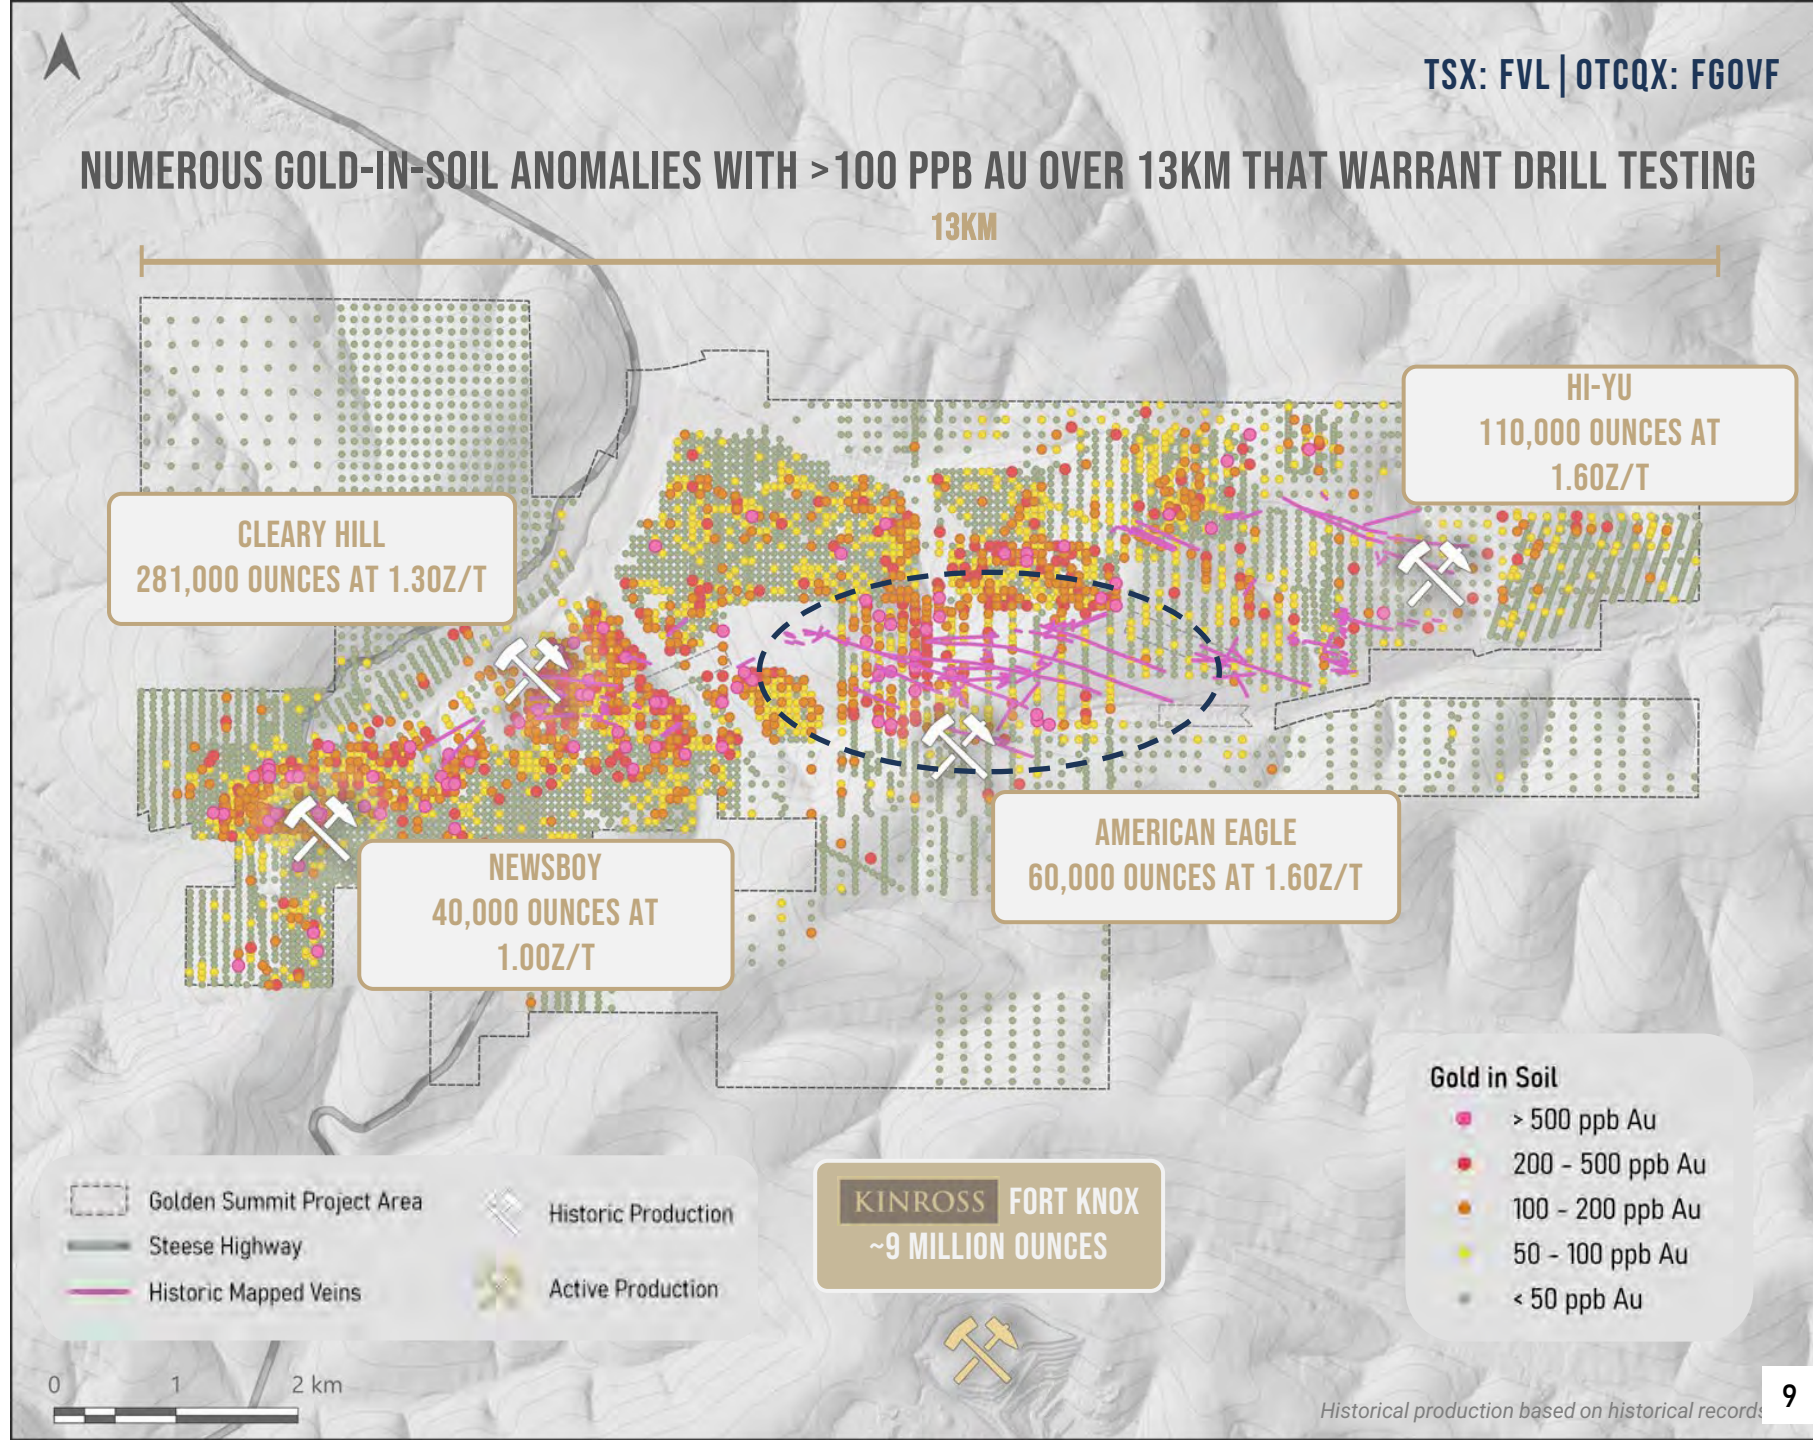 TSX: FVL | OTCQX: FGOVF
NUMEROUS GOLD-IN-SOIL ANOMALIES WITH >100 PPB AU OVER 13KM THAT WARRANT DRILL TESTING
13KM
HI-YU
110,000 OUNCES AT
1.6OZ/T
CLEARY HILL
281,000 OUNCES AT 1.3OZ/T
NEWSBOY
40,000 OUNCES AT
1.0OZ/T
AMERICAN EAGLE
60,000 OUNCES AT 1.6OZ/T
Gold in Soil
> 500 ppb Au
200 - 500 ppb Au
100 - 200 ppb Au
50 - 100 ppb Au
< 50 ppb Au
Golden Summit Project Area
Steese Highway
Historic Mapped Veins
Historic Production
Active Production
KINROSS FORT KNOX
~9 MILLION OUNCES
0 1 2 km
Historical production based on historical records
9